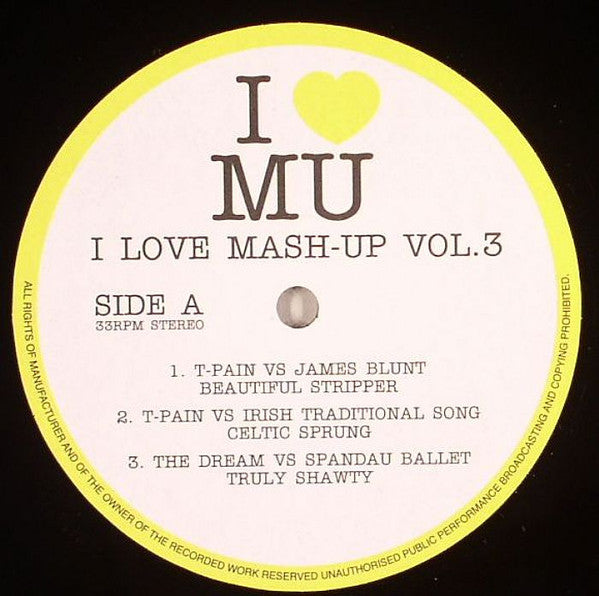 I
MU
I LOVE MASH-UP VOL.3
SIDE A
33RPM STEREO
1. T-PAIN VS JAMES BLUNT
BEAUTIFUL STRIPPER
2. T-PAIN VS IRISH TRADITIONAL SONG
CELTIC SPRUNG
3. THE DREAM VS SPANDAU BALLET
TRULY SHAWTY
ALL RIGHTS OF MANUFACTURER AND OF THE OWNER OF THE RECORDED WORK RESERVED UNAUTHORISED PUBLIC PERFORMANCE BROADCASTING AND COPYING PROHIBITED.